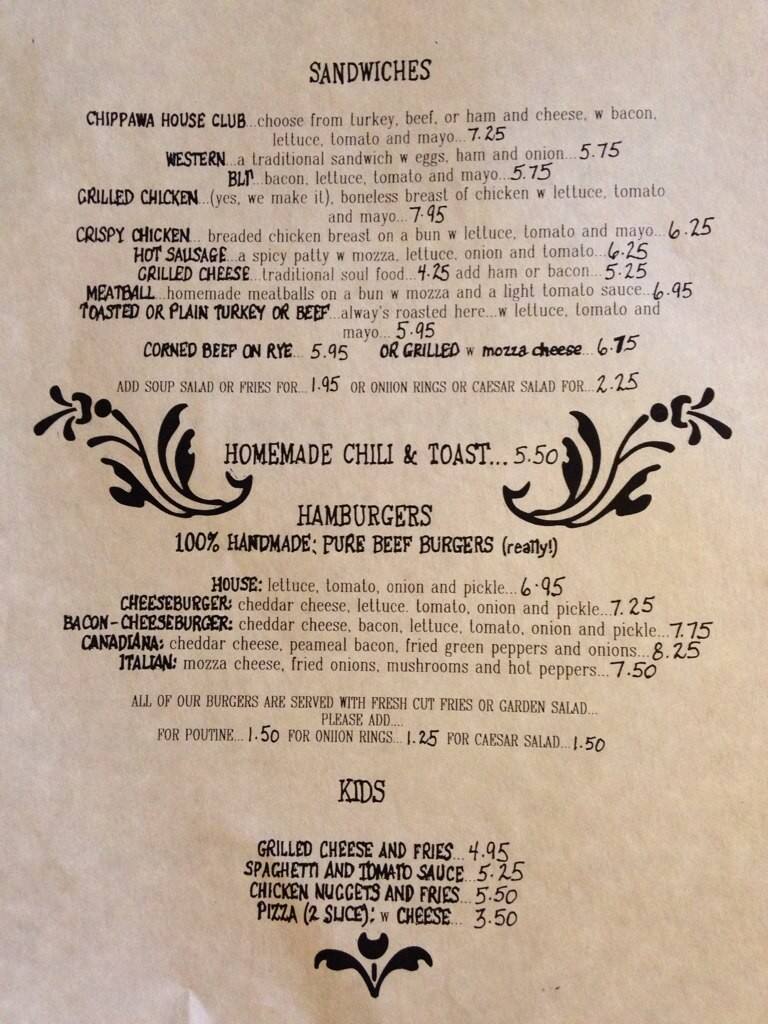 SANDWICHES
CHIPPAWA HOUSE CLUB...choose from turkey, beef, or ham and cheese, w bacon,
lettuce, tomato and mayo...7.25
WESTERN...a traditional sandwich w eggs, ham and onion...5.75
BLT...bacon, lettuce, tomato and mayo...5.75
GRILLED CHICKEN...(yes, we make it), boneless breast of chicken w lettuce, tomato
and mayo...7.95
CRISPY CHICKEN... breaded chicken breast on a bun w lettuce, tomato and mayo...6.25
HOT SAUSAGE...a spicy patty w mozza, lettuce, onion and tomato...6.25
GRILLED CHEESE...traditional soul food...4.25 add ham or bacon...5.25
MEATBALL...homemade meatballs on a bun w mozza and a light tomato sauce...6.95
TOASTED OR PLAIN TURKEY OR BEEF...alway's roasted here...w lettuce, tomato and
mayo...5.95
CORNED BEEF ON RYE... 5.95 OR GRILLED w mozza cheese...6.75
ADD SOUP SALAD OR FRIES FOR...1.95 OR ONIION RINGS OR CAESAR SALAD FOR...2.25
HOMEMADE CHILI & TOAST...5.50
HAMBURGERS
100% HANDMADE; PURE BEEF BURGERS (really!)
HOUSE: lettuce, tomato, onion and pickle...6.95
CHEESEBURGER: cheddar cheese, lettuce. tomato, onion and pickle...7.25
BACON-CHEESEBURGER: cheddar cheese, bacon, lettuce, tomato, onion and pickle...7.75
CANADIANA: cheddar cheese, peameal bacon, fried green peppers and onions...8.25
ITALIAN: mozza cheese, fried onions, mushrooms and hot peppers...7.50
ALL OF OUR BURGERS ARE SERVED WITH FRESH CUT FRIES OR GARDEN SALAD...
PLEASE ADD....
FOR POUTINE...1.50 FOR ONIION RINGS...1.25 FOR CAESAR SALAD...1.50
KIDS
GRILLED CHEESE AND FRIES...4.95
SPAGHETTI AND TOMATO SAUCE...5.25
CHICKEN NUGGETS AND FRIES...5.50
PIZZA (2 SLICE): w CHEESE... 3.50